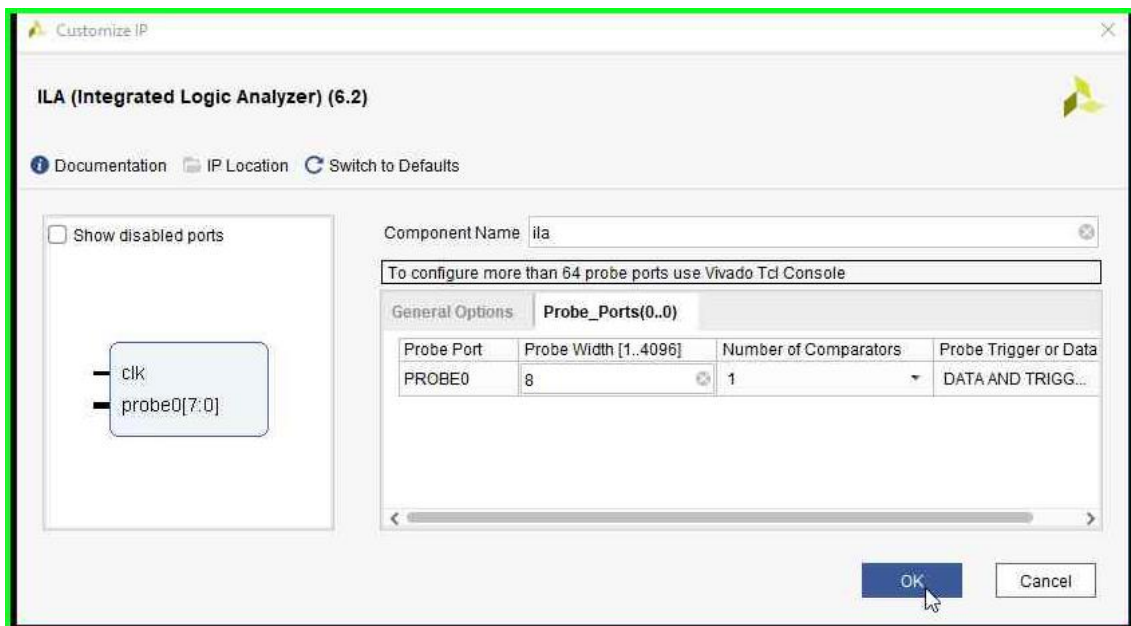 Customize IP
ILA (Integrated Logic Analyzer) (6.2)
Documentation IP Location Switch to Defaults
Show disabled ports
clk
probe0[7:0]
Component Name ila
To configure more than 64 probe ports use Vivado Tcl Console
General Options Probe_Ports(0..0)
Probe Port Probe Width [1..4096] Number of Comparators Probe Trigger or Data
PROBE0 8 1 DATA AND TRIGG...
OK Cancel